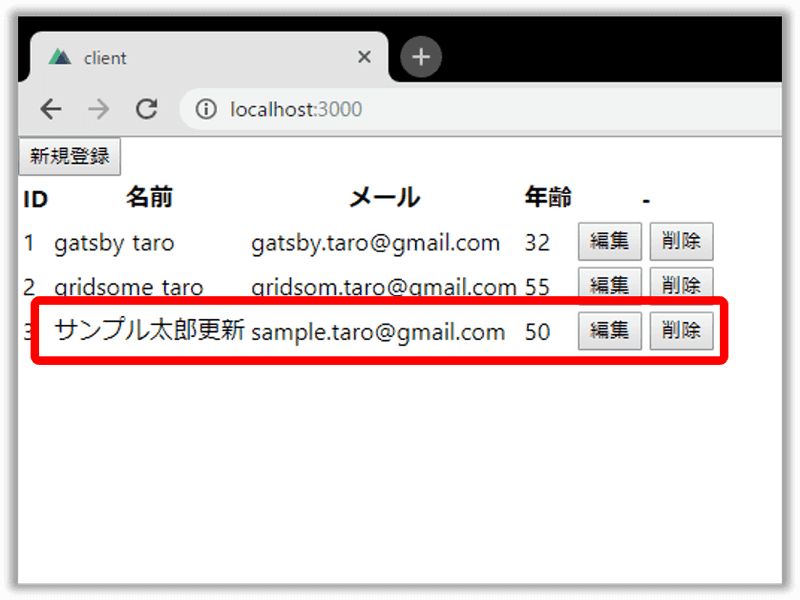 client
localhost:3000
新規登録
ID 名前 メール 年齢 -
1 gatsby taro gatsby.taro@gmail.com 32 編集 削除
2 gridsome taro gridsom.taro@gmail.com 55 編集 削除
3 サンプル太郎更新 sample.taro@gmail.com 50 編集 削除